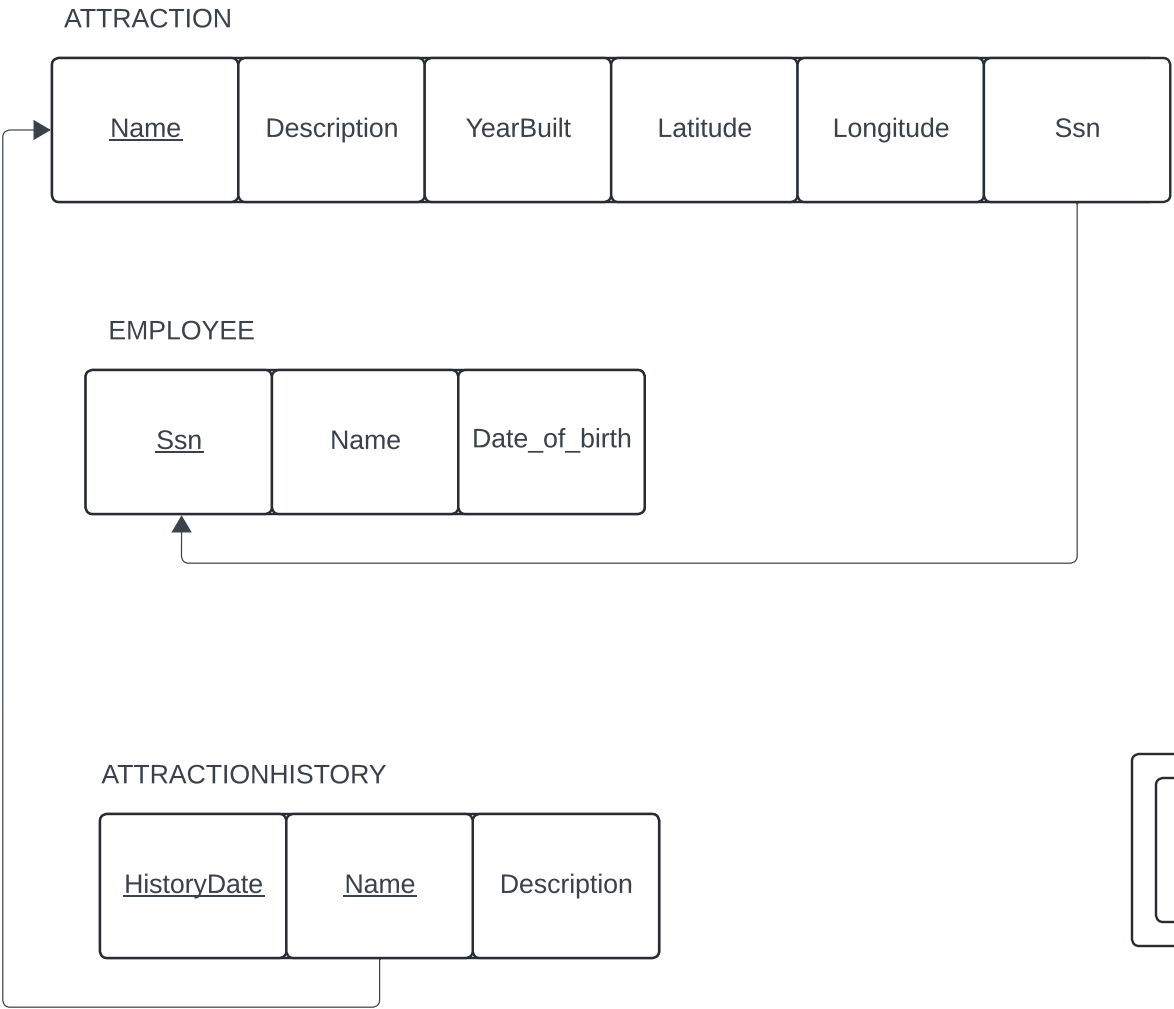 ATTRACTION
Name Description YearBuilt Latitude Longitude Ssn
EMPLOYEE
Ssn Name Date_of_birth
ATTRACTIONHISTORY
HistoryDate Name Description